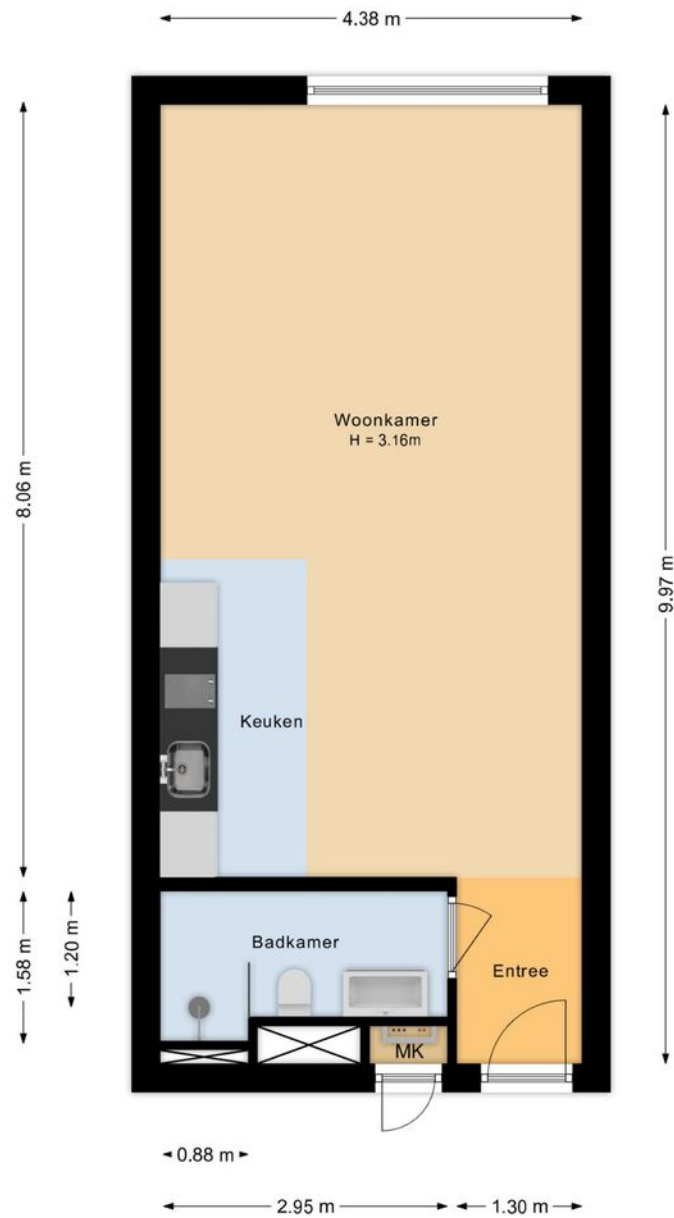 4.38 m
8.06 m
Woonkamer
H = 3.16m
9.97 m
Keuken
1.58 m
1.20 m
Badkamer
Entree
MK
0.88 m
2.95 m
1.30 m